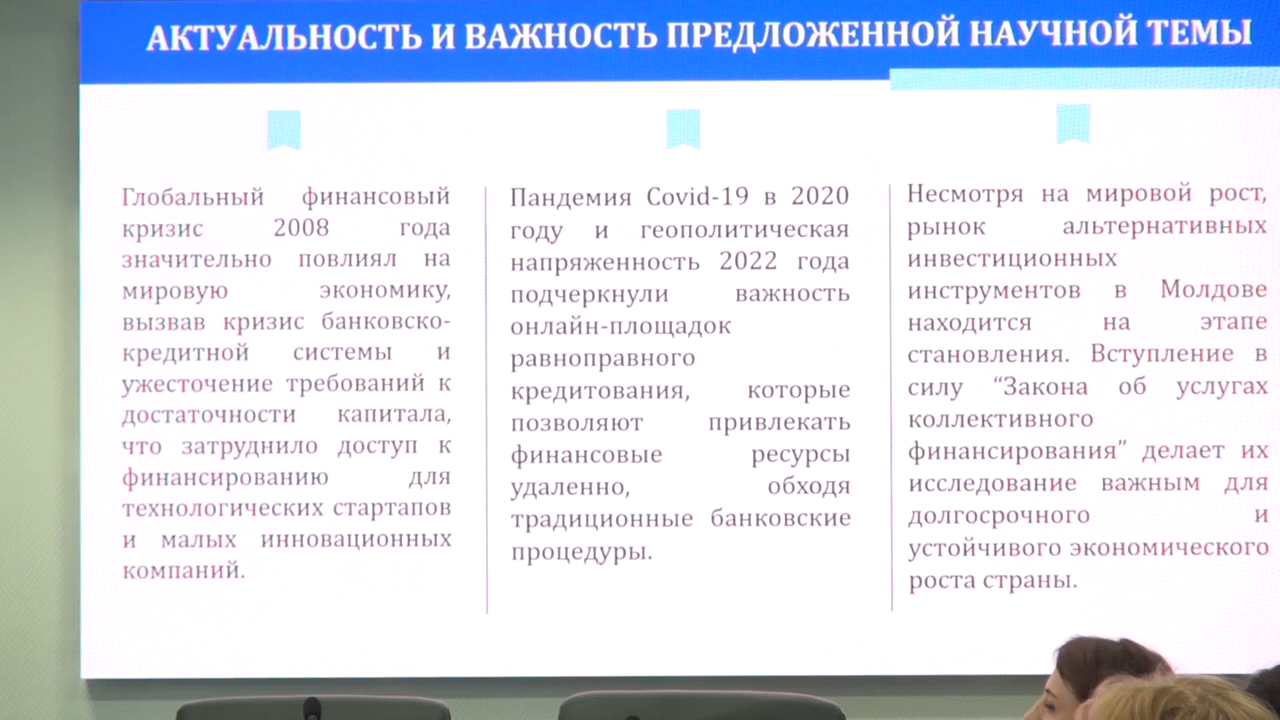 АКТУАЛЬНОСТЬ И ВАЖНОСТЬ ПРЕДЛОЖЕННОЙ НАУЧНОЙ ТЕМЫ
Глобальный финансовый
кризис 2008 года
значительно повлиял на
мировую экономику,
вызвав кризис банковско-
кредитной системы и
ужесточение требований к
достаточности капитала,
что затруднило доступ к
финансированию для
технологических стартапов
и малых инновационных
компаний.
Пандемия Covid-19 в 2020
году и геополитическая
напряженность 2022 года
подчеркнули важность
онлайн-площадок
равноправного
кредитования, которые
позволяют привлекать
финансовые ресурсы
удаленно, обходя
традиционные банковские
процедуры.
Несмотря на мировой рост,
рынок альтернативных
инвестиционных
инструментов в Молдове
находится на этапе
становления. Вступление в
силу “Закона об услугах
коллективного
финансирования” делает их
исследование важным для
долгосрочного и
устойчивого экономического
роста страны.